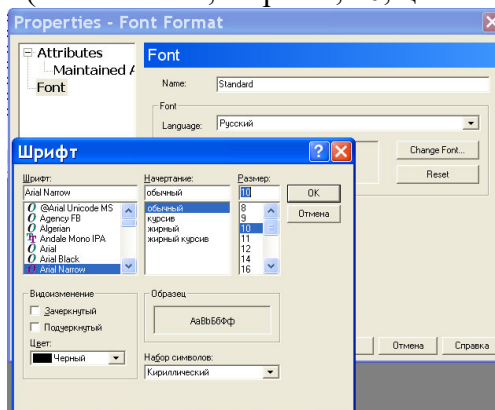 Properties - Font Format
Attributes
Maintained A
Font
Font
Name: Standard
Font
Language: Русский
Change Font...
Reset
Шрифт
Шрифт:
Arial Narrow
@Arial Unicode MS
Agency FB
Algerian
Andale Mono IPA
Arial
Arial Black
Arial Narrow
Начертание:
обычный
обычный
курсив
жирный
жирный курсив
Размер:
10
8
9
10
11
12
14
16
OK
Отмена
Видоизменение
Зачеркнутый
Подчеркнутый
Цвет:
Черный
Образец
АаВbБбФф
Набор символов:
Кириллический
Отмена
Справка